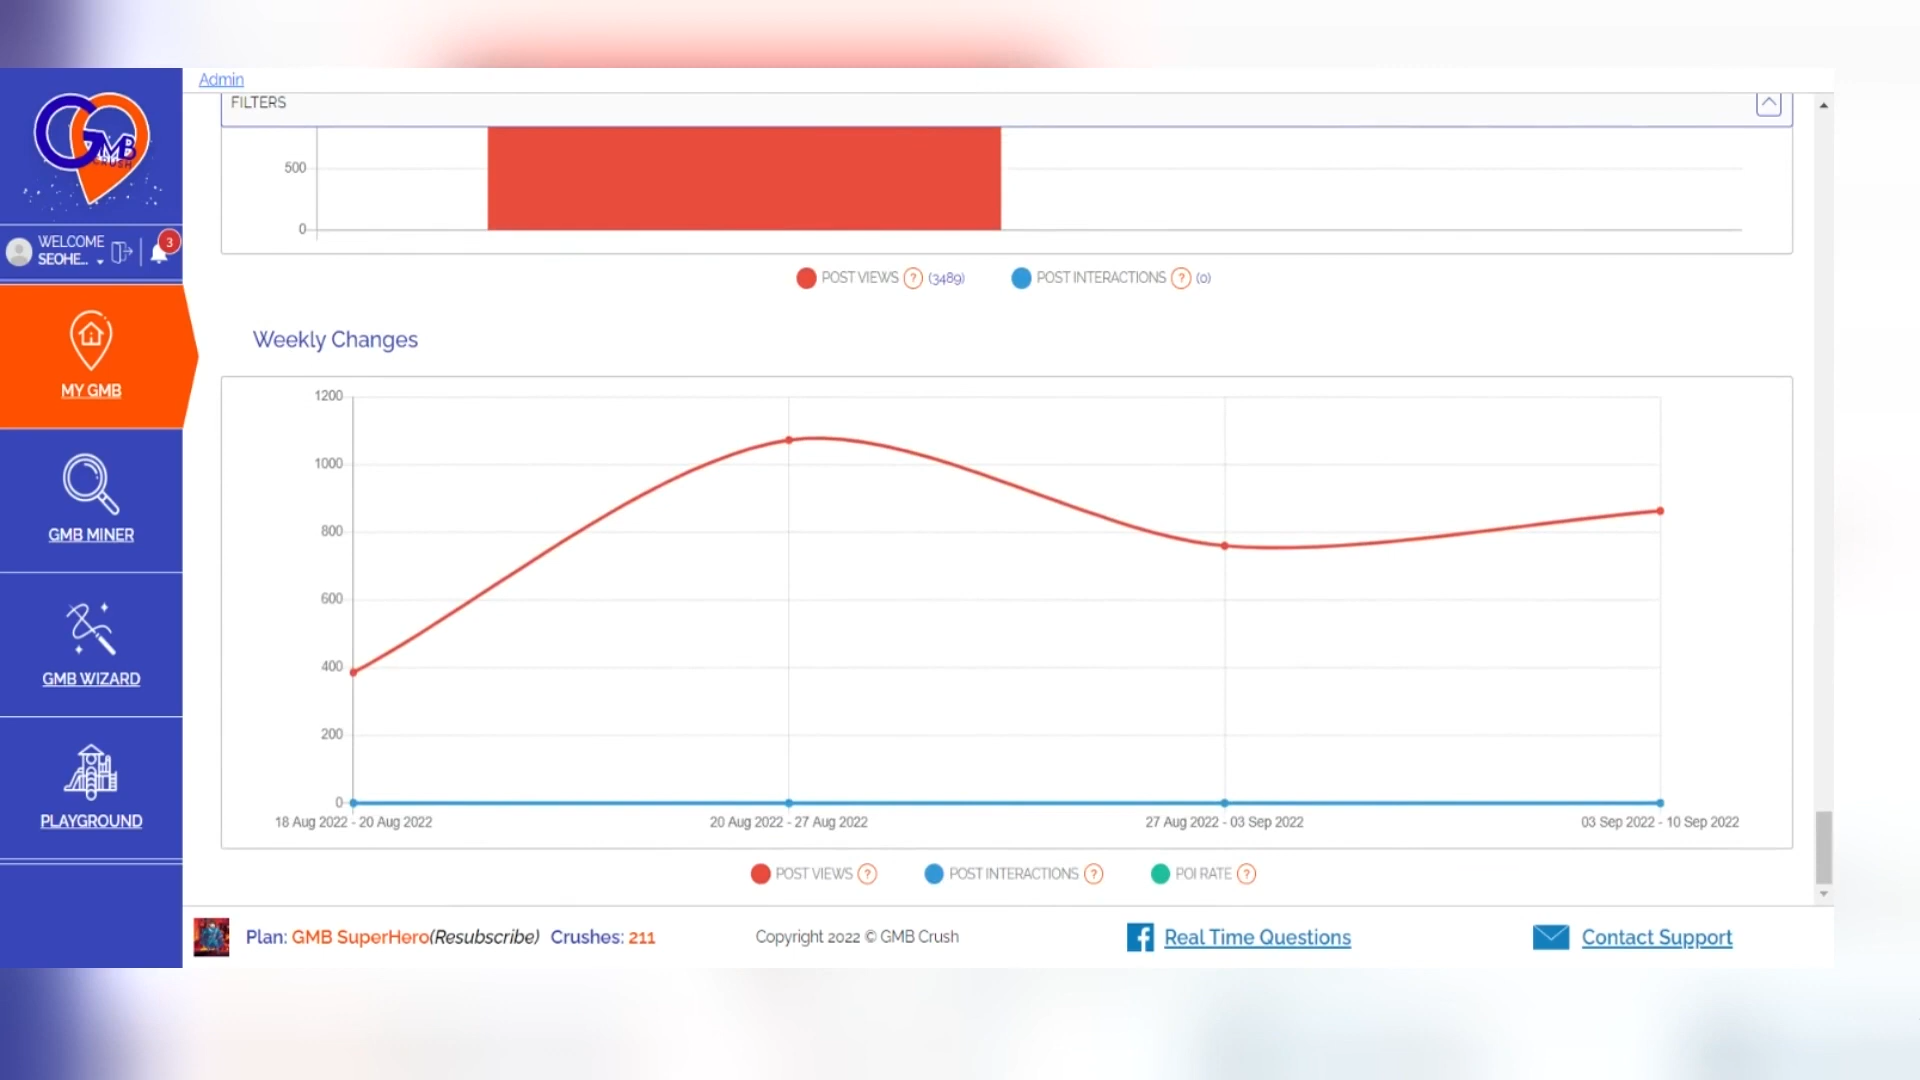 Admin
FILTERS
500
0
POST VIEWS ? (3489) POST INTERACTIONS ? (0)
Weekly Changes
1200
1000
800
600
400
200
0
18 Aug 2022 - 20 Aug 2022 20 Aug 2022 - 27 Aug 2022 27 Aug 2022 - 03 Sep 2022 03 Sep 2022 - 10 Sep 2022
POST VIEWS ? POST INTERACTIONS ? POI RATE ?
GMB
CRUSH
WELCOME
SEOHE... 3
MY GMB
GMB MINER
GMB WIZARD
PLAYGROUND
Plan: GMB SuperHero(Resubscribe) Crushes: 211 Copyright 2022 © GMB Crush Real Time Questions Contact Support